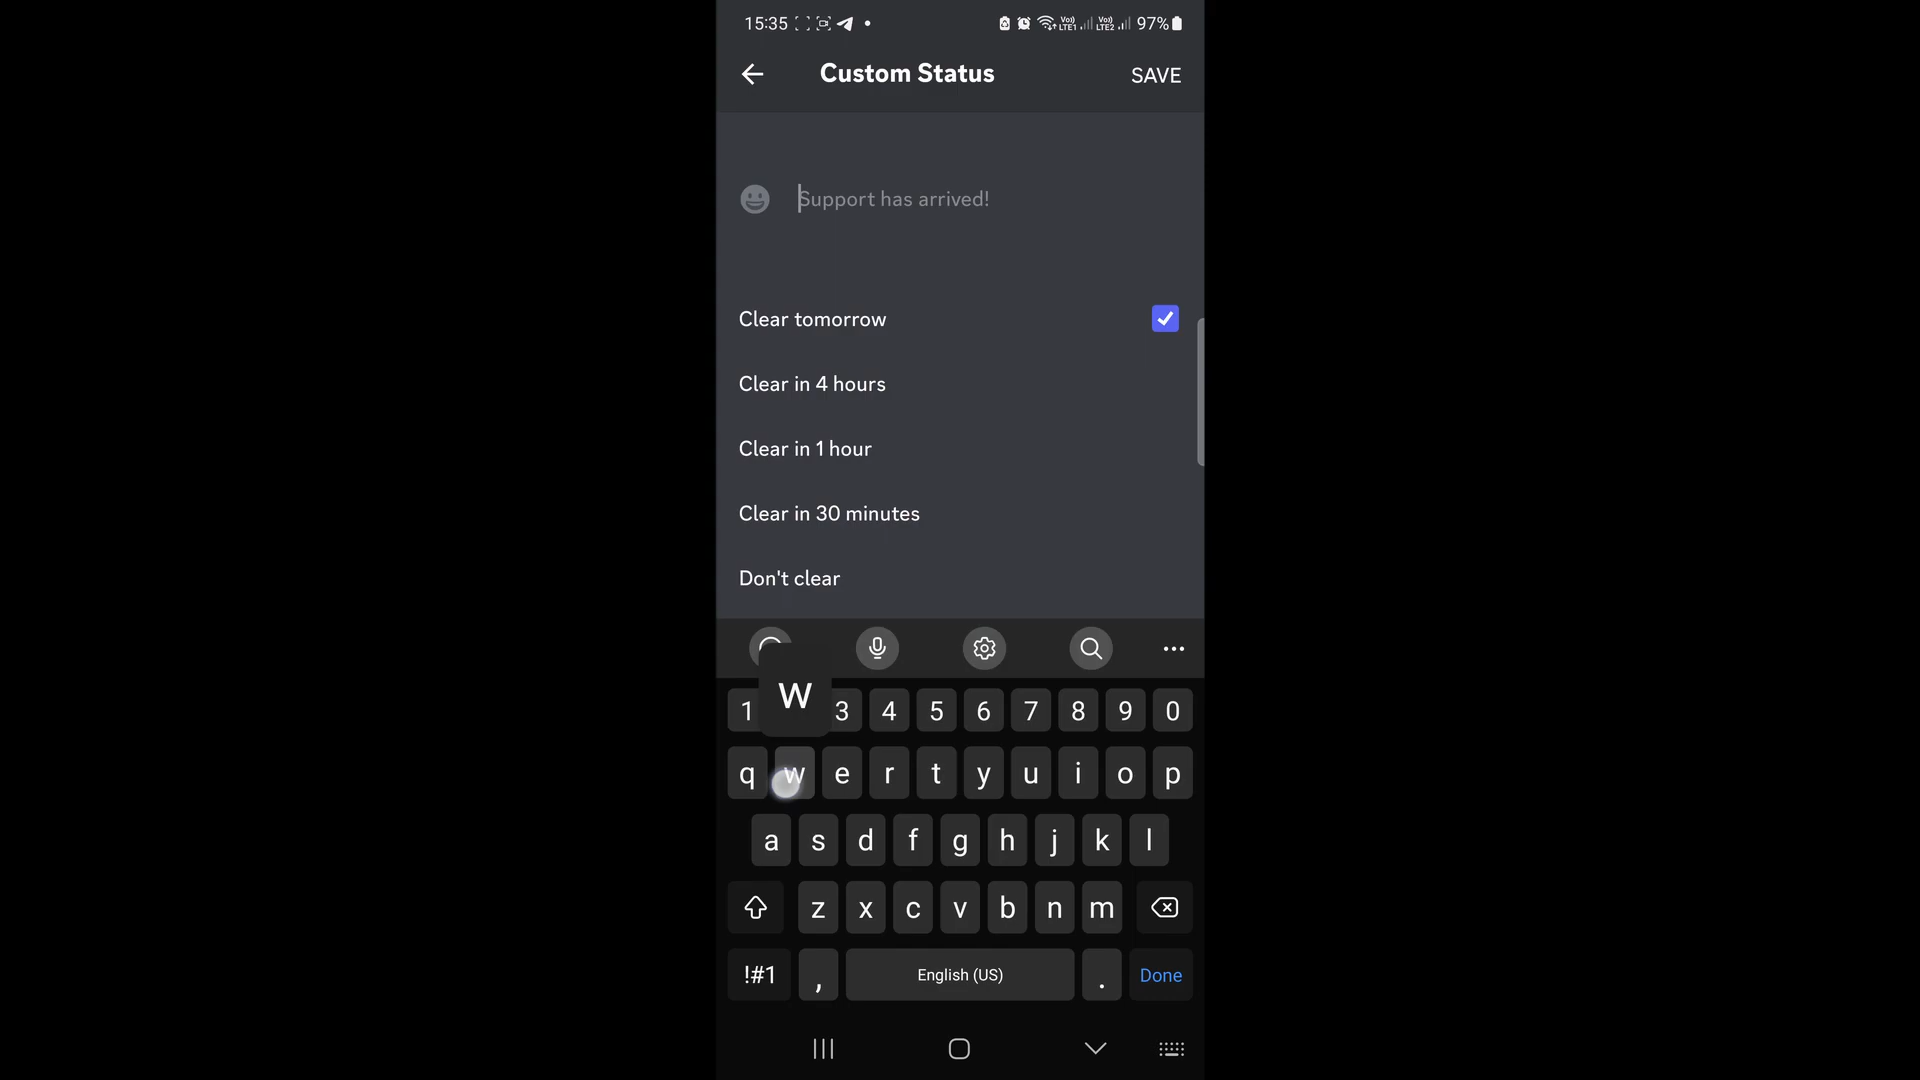 15:35 LTE1 LTE2 97%
Custom Status SAVE
Support has arrived!
Clear tomorrow
Clear in 4 hours
Clear in 1 hour
Clear in 30 minutes
Don't clear
w
1 3 4 5 6 7 8 9 0
q w e r t y u i o p
a s d f g h j k l
z x c v b n m
!#1 , English (US) . Done